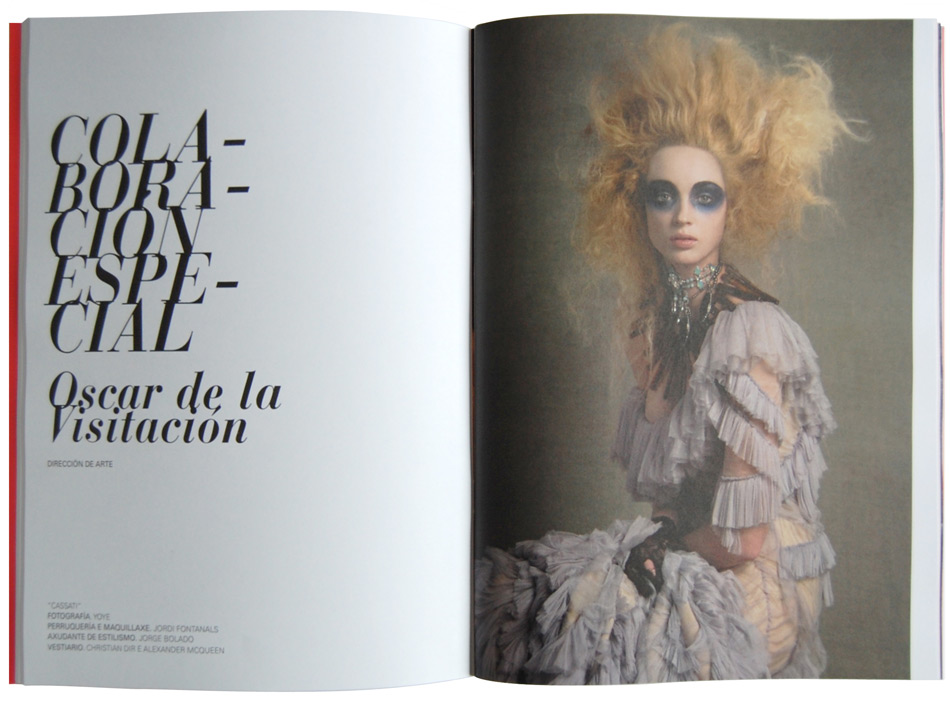 COLA-
BORA-
CIÓN
ESPE-
CIAL
Oscar de la
Visitación
DIRECCIÓN DE ARTE
"CASSATI"
FOTOGRAFÍA. YOYE
PERRUQUERÍA E MAQUILLAXE. JORDI FONTANALS
AXUDANTE DE ESTILISMO. JORGE BOLADO
VESTIARIO. CHRISTIAN DIR E ALEXANDER MCQUEEN